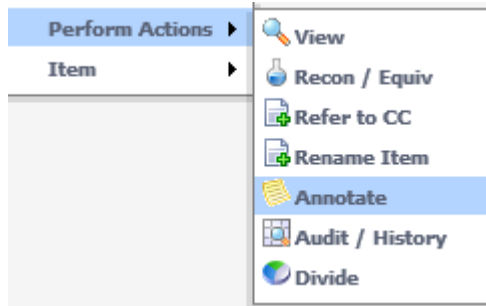 Perform Actions
Item
View
Recon / Equiv
Refer to CC
Rename Item
Annotate
Audit / History
Divide